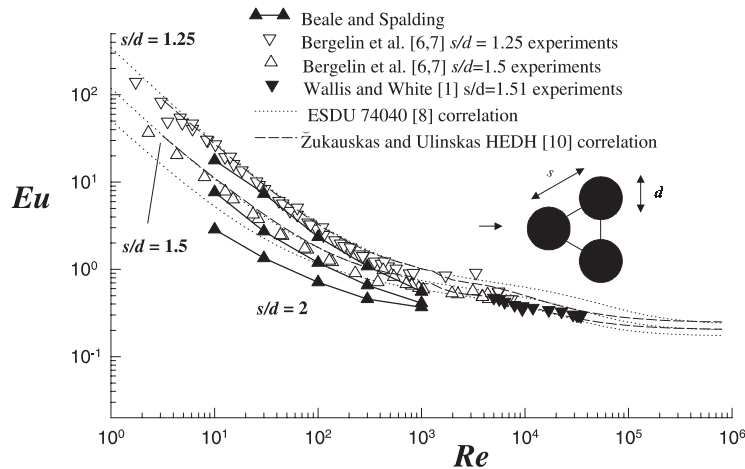 Beale and Spalding
Bergelin et al. [6,7] s/d = 1.25 experiments
Bergelin et al. [6,7] s/d=1.5 experiments
Wallis and White [1] s/d=1.51 experiments
ESDU 74040 [8] correlation
Žukauskas and Ulinskas HEDH [10] correlation
s/d = 1.25
s/d = 1.5
s/d = 2
s
d
Eu
10²
10¹
10⁰
10⁻¹
10⁰ 10¹ 10² 10³ 10⁴ 10⁵ 10⁶
Re